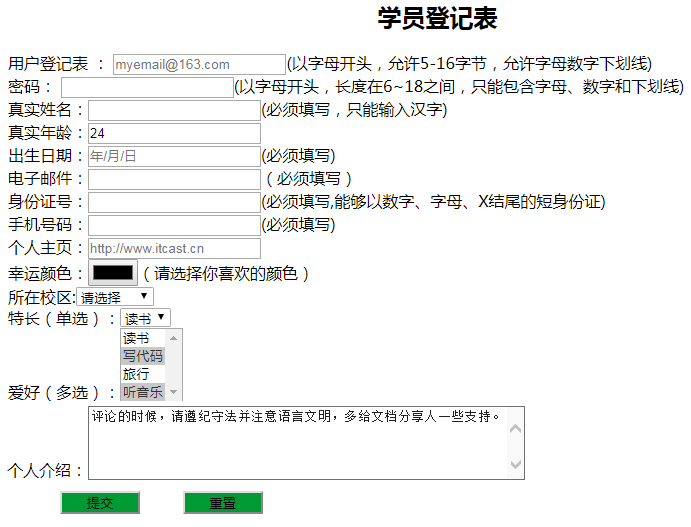 学员登记表
用户登记表 ： myemail@163.com (以字母开头，允许5-16字节，允许字母数字下划线)
密码： (以字母开头，长度在6~18之间，只能包含字母、数字和下划线)
真实姓名： (必须填写，只能输入汉字)
真实年龄：24
出生日期：年/月/日 (必须填写)
电子邮件： （必须填写）
身份证号： (必须填写,能够以数字、字母、X结尾的短身份证)
手机号码： (必须填写)
个人主页：http://www.itcast.cn
幸运颜色： （请选择你喜欢的颜色）
所在校区:请选择
特长（单选）：读书
读书
写代码
旅行
爱好（多选）：听音乐
评论的时候，请遵纪守法并注意语言文明，多给文档分享人一些支持。
个人介绍：
提交 重置